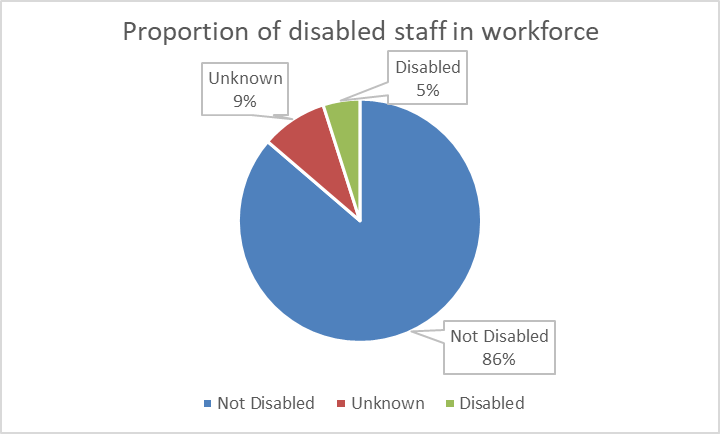 Proportion of disabled staff in workforce
Unknown
9%
Disabled
5%
Not Disabled
86%
Not Disabled
Unknown
Disabled